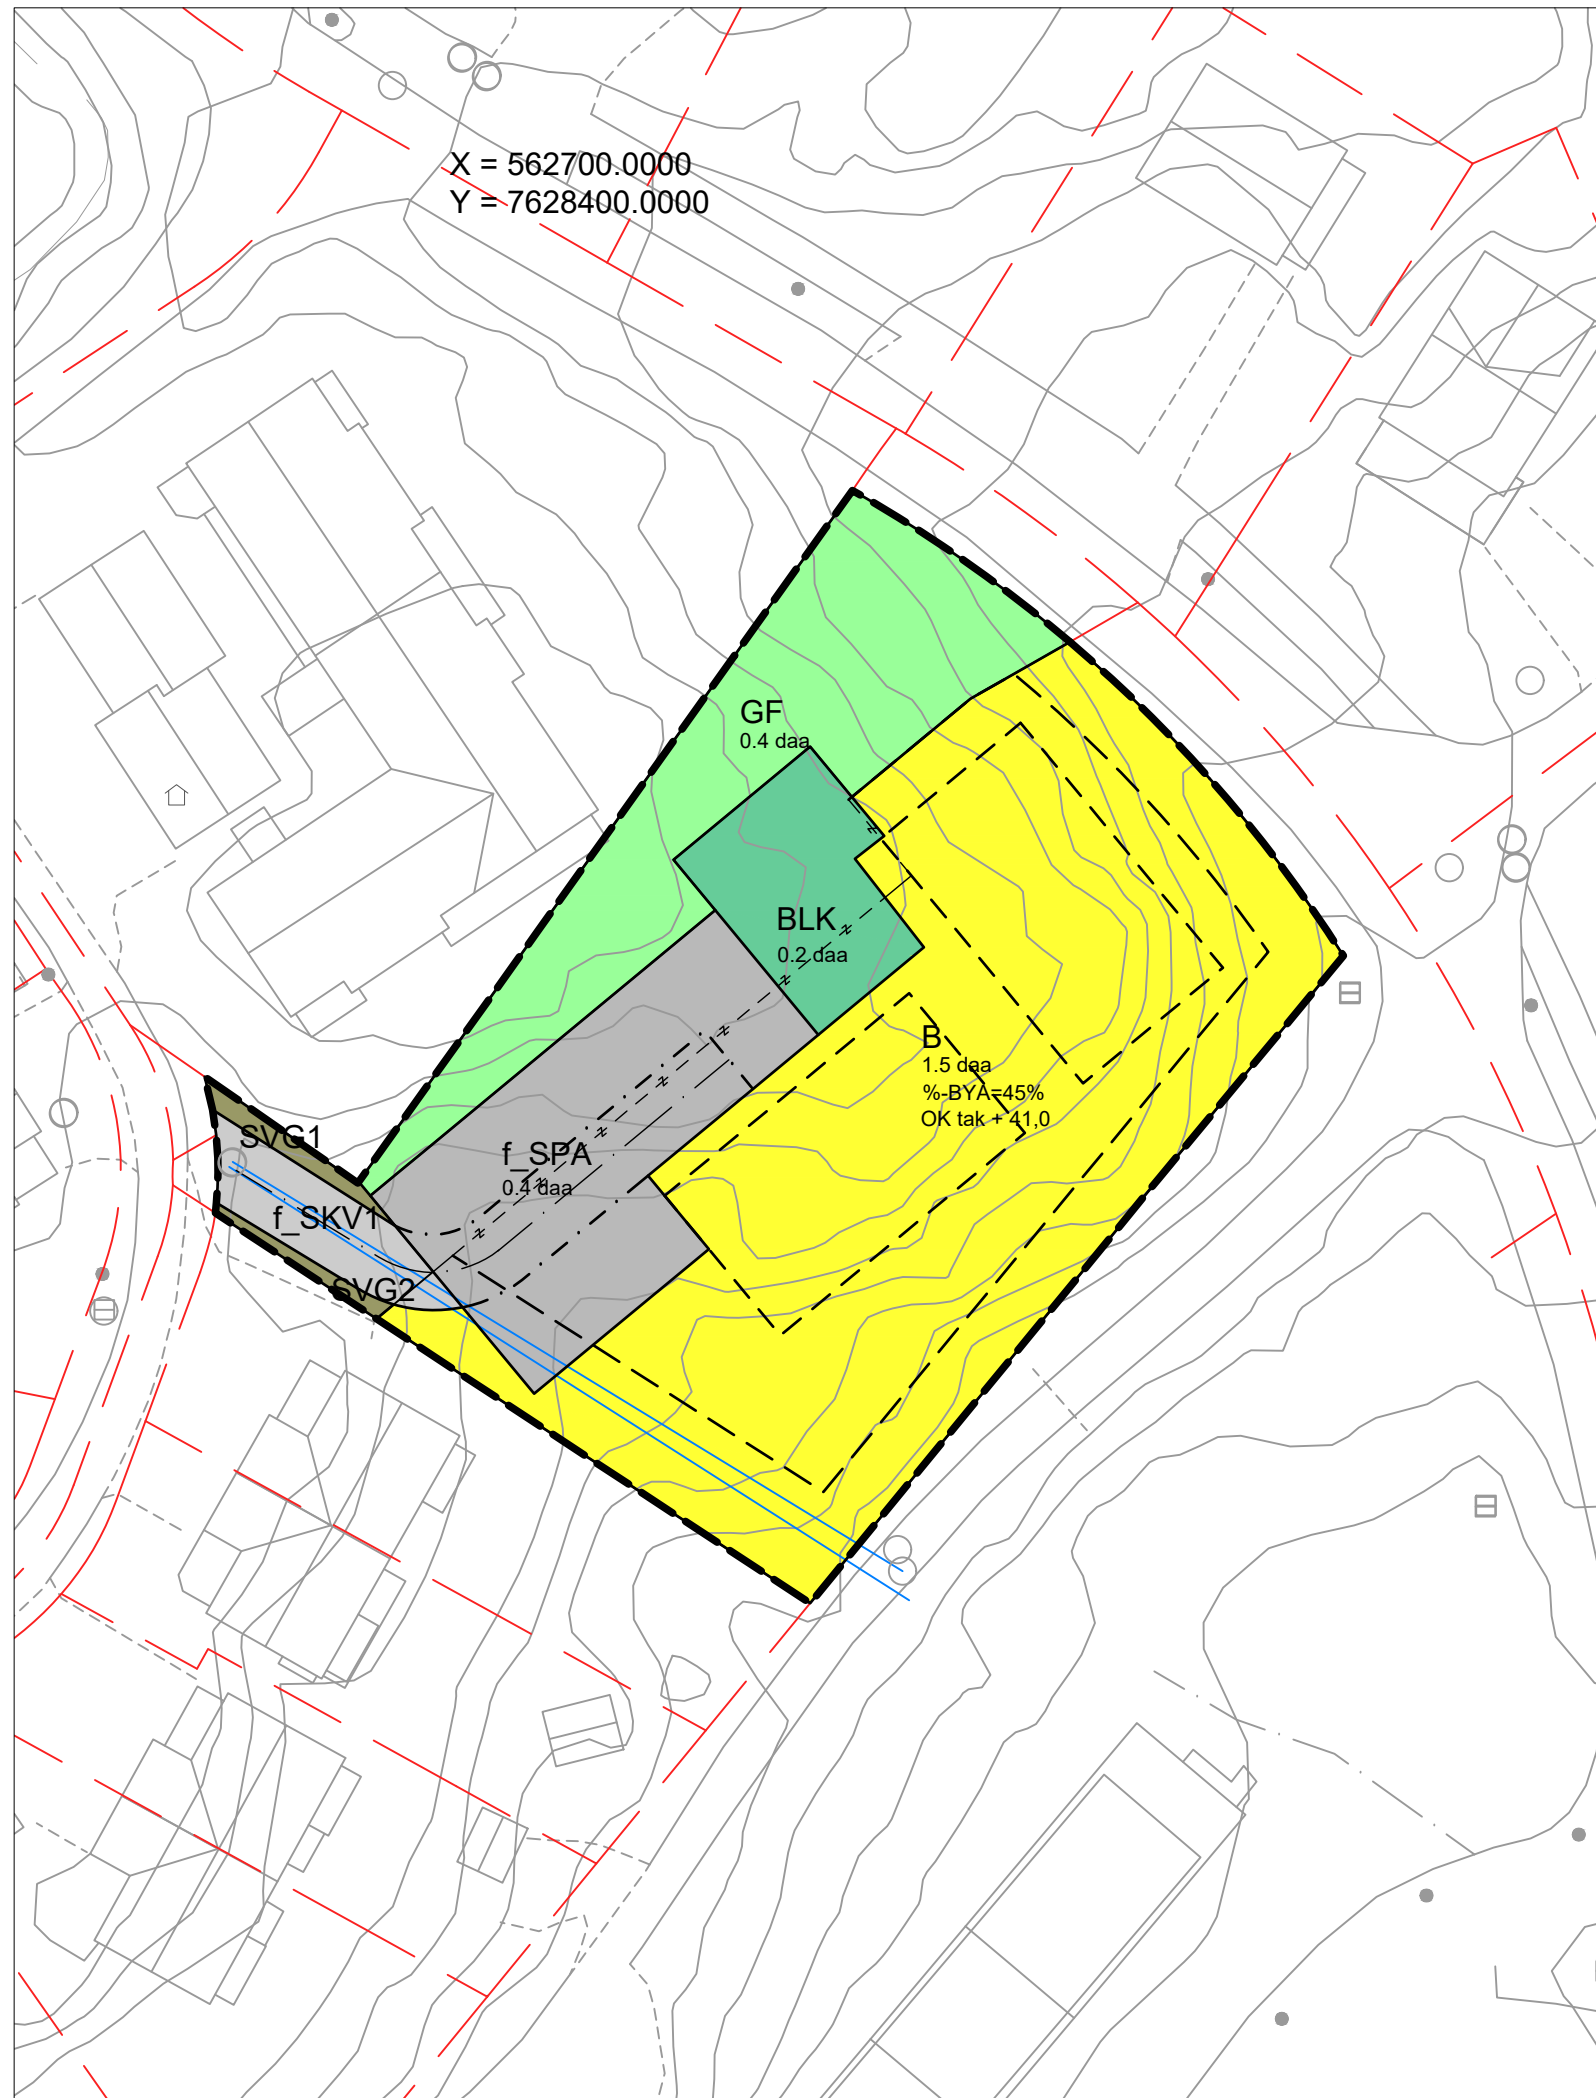 X = 562700.0000
Y = 7628400.0000
GF
0.4 daa
BLK
0.2 daa
B
1.5 daa
%-BYA=45%
OK tak + 41,0
SVG1
f_SPA
0.4 daa
f_SKV1
SVG2